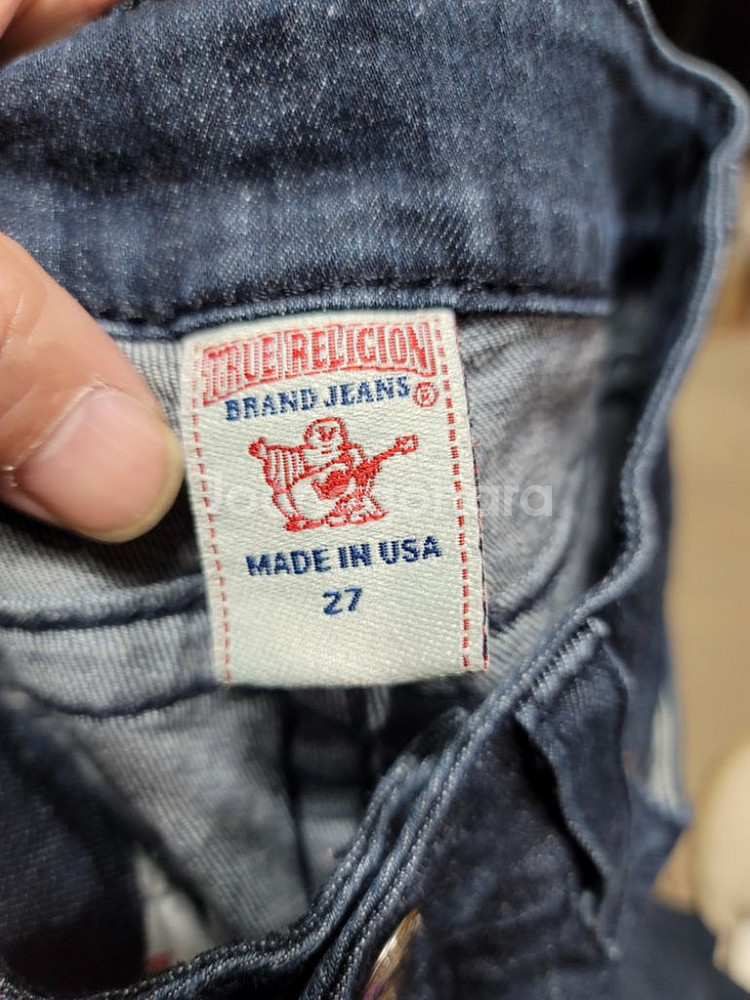 TRUE RELIGION
BRAND JEANS ®
MADE IN USA
27